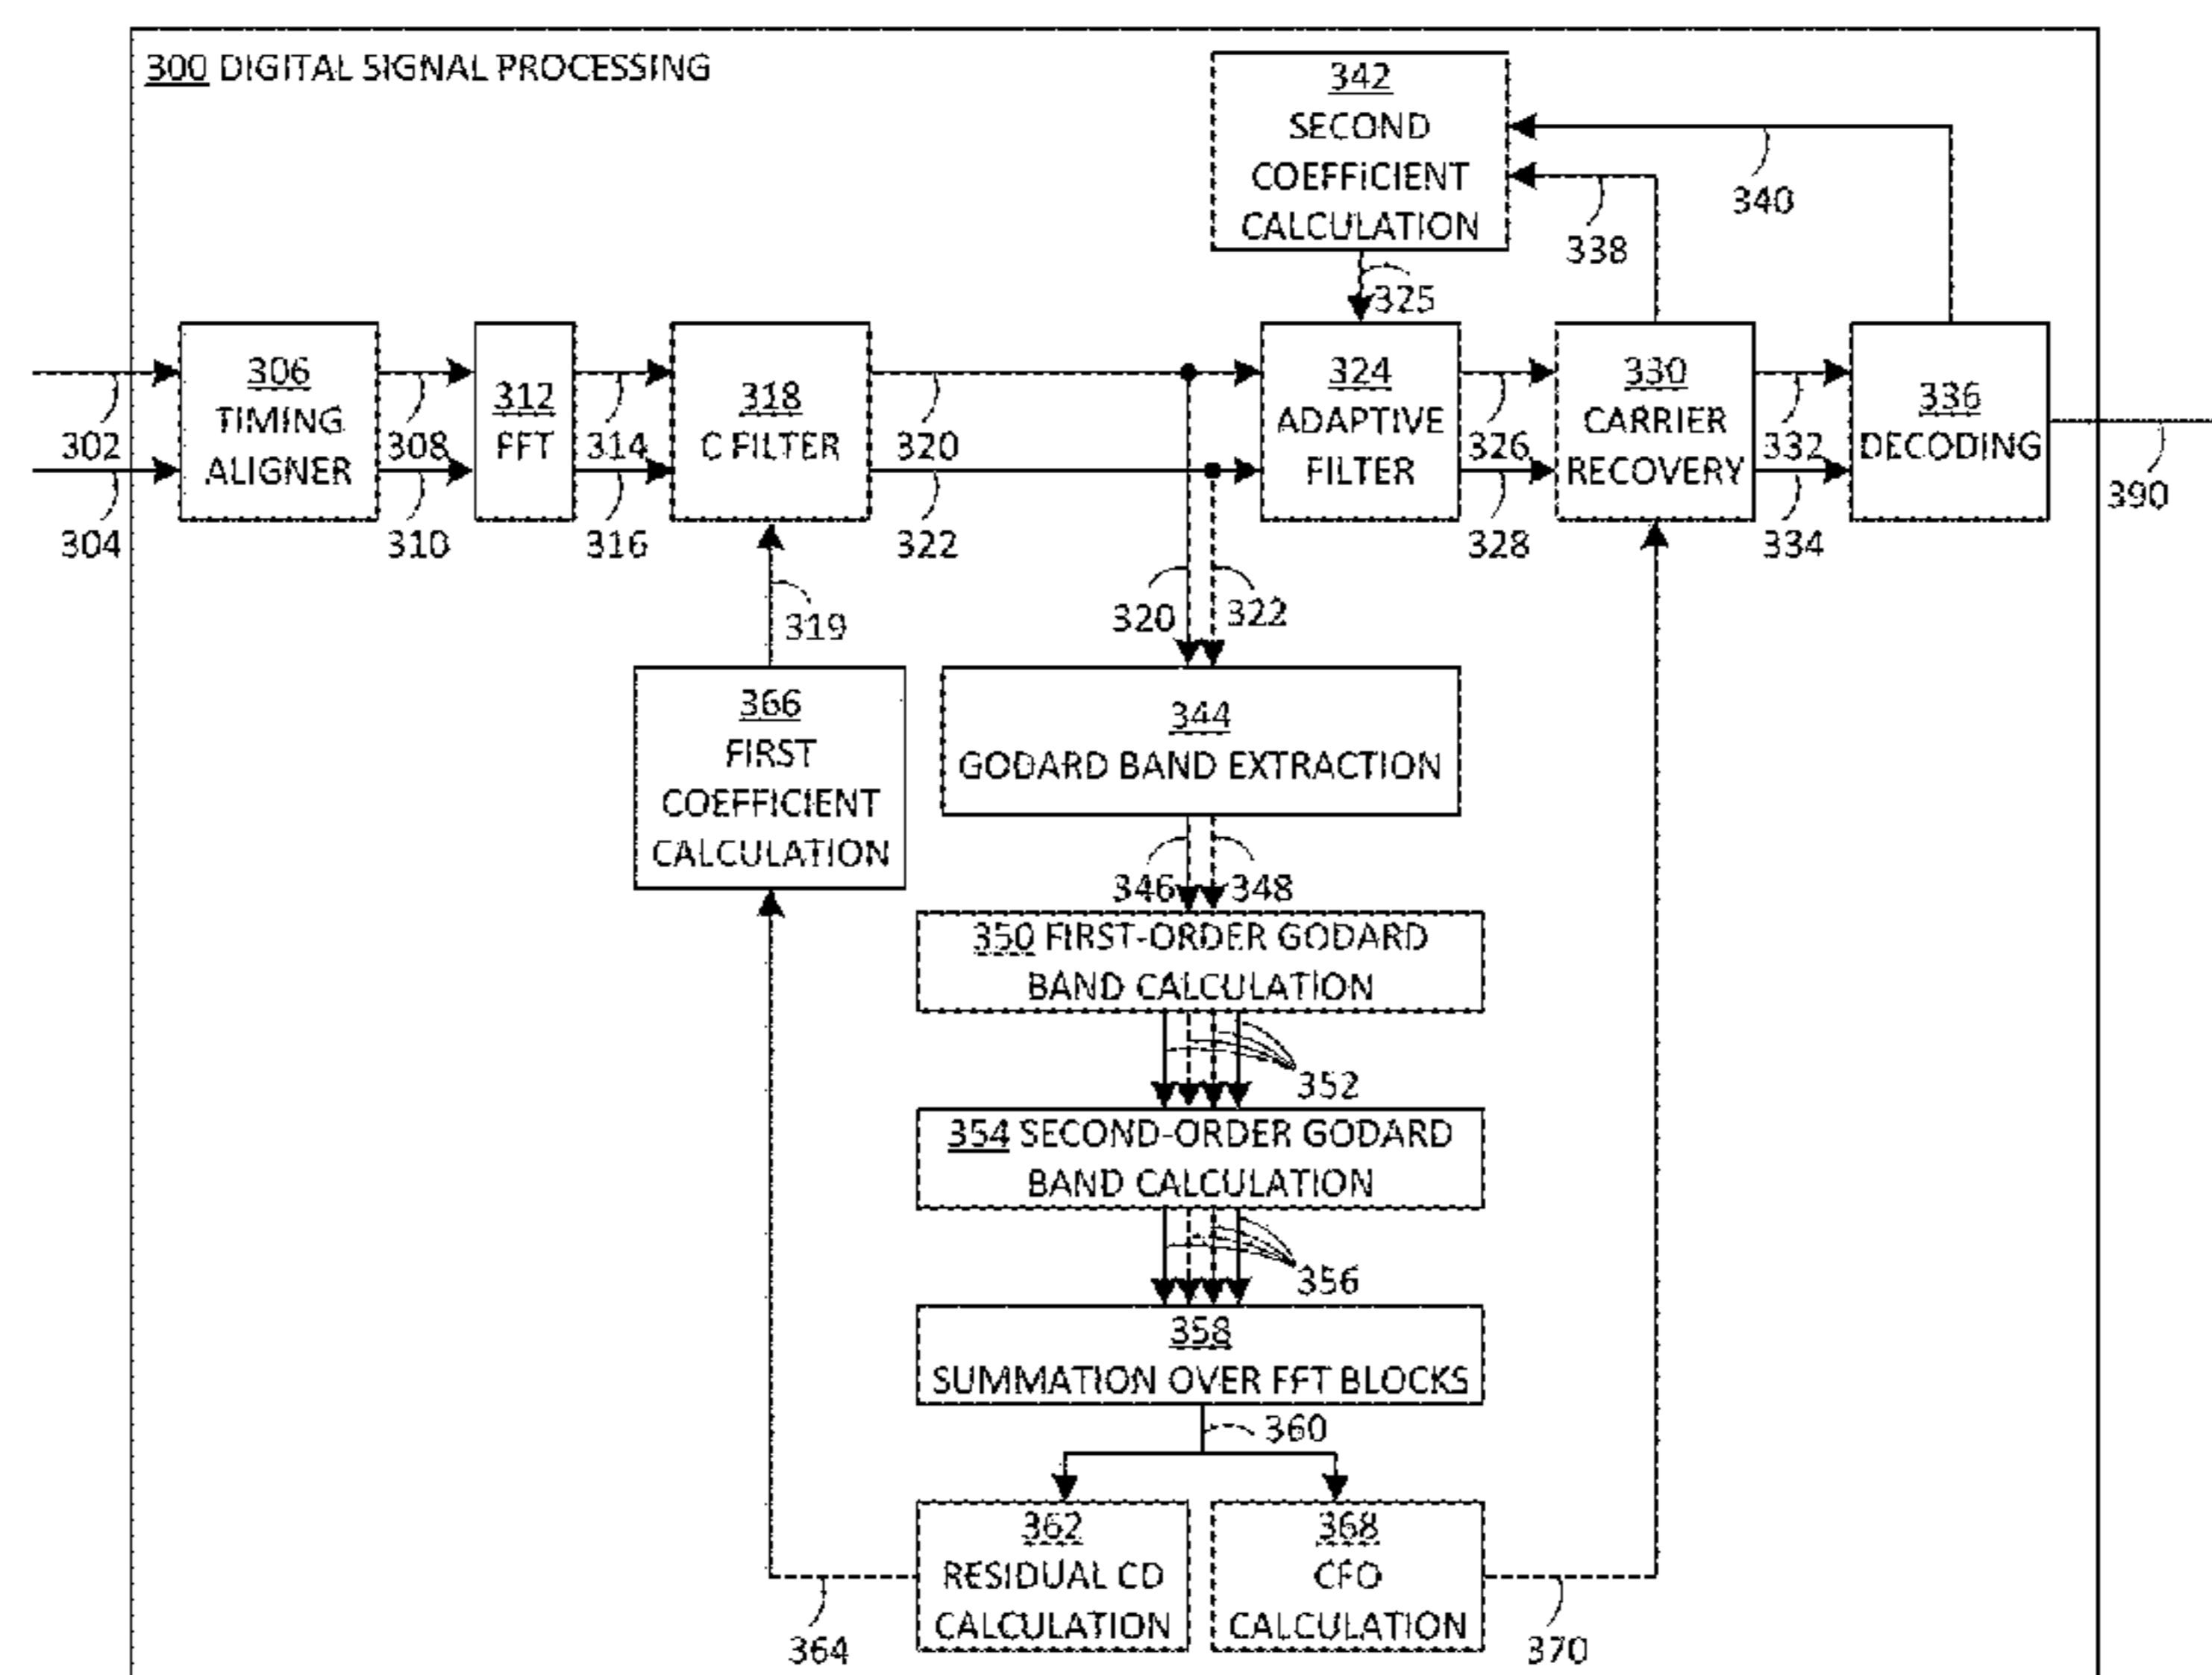 300 DIGITAL SIGNAL PROCESSING
342
SECOND
COEFFICIENT
CALCULATION
340
338
325
306
TIMING
ALIGNER
312
FFT
318
C FILTER
324
ADAPTIVE
FILTER
330
CARRIER
RECOVERY
336
DECODING
302
308
314
320
326
332
304
310
316
322
328
334
390
319
320
322
366
FIRST
COEFFICIENT
CALCULATION
344
GODARD BAND EXTRACTION
346
348
350 FIRST-ORDER GODARD
BAND CALCULATION
352
354 SECOND-ORDER GODARD
BAND CALCULATION
356
358
SUMMATION OVER FFT BLOCKS
360
362
RESIDUAL CD
CALCULATION
368
CFO
CALCULATION
364
370